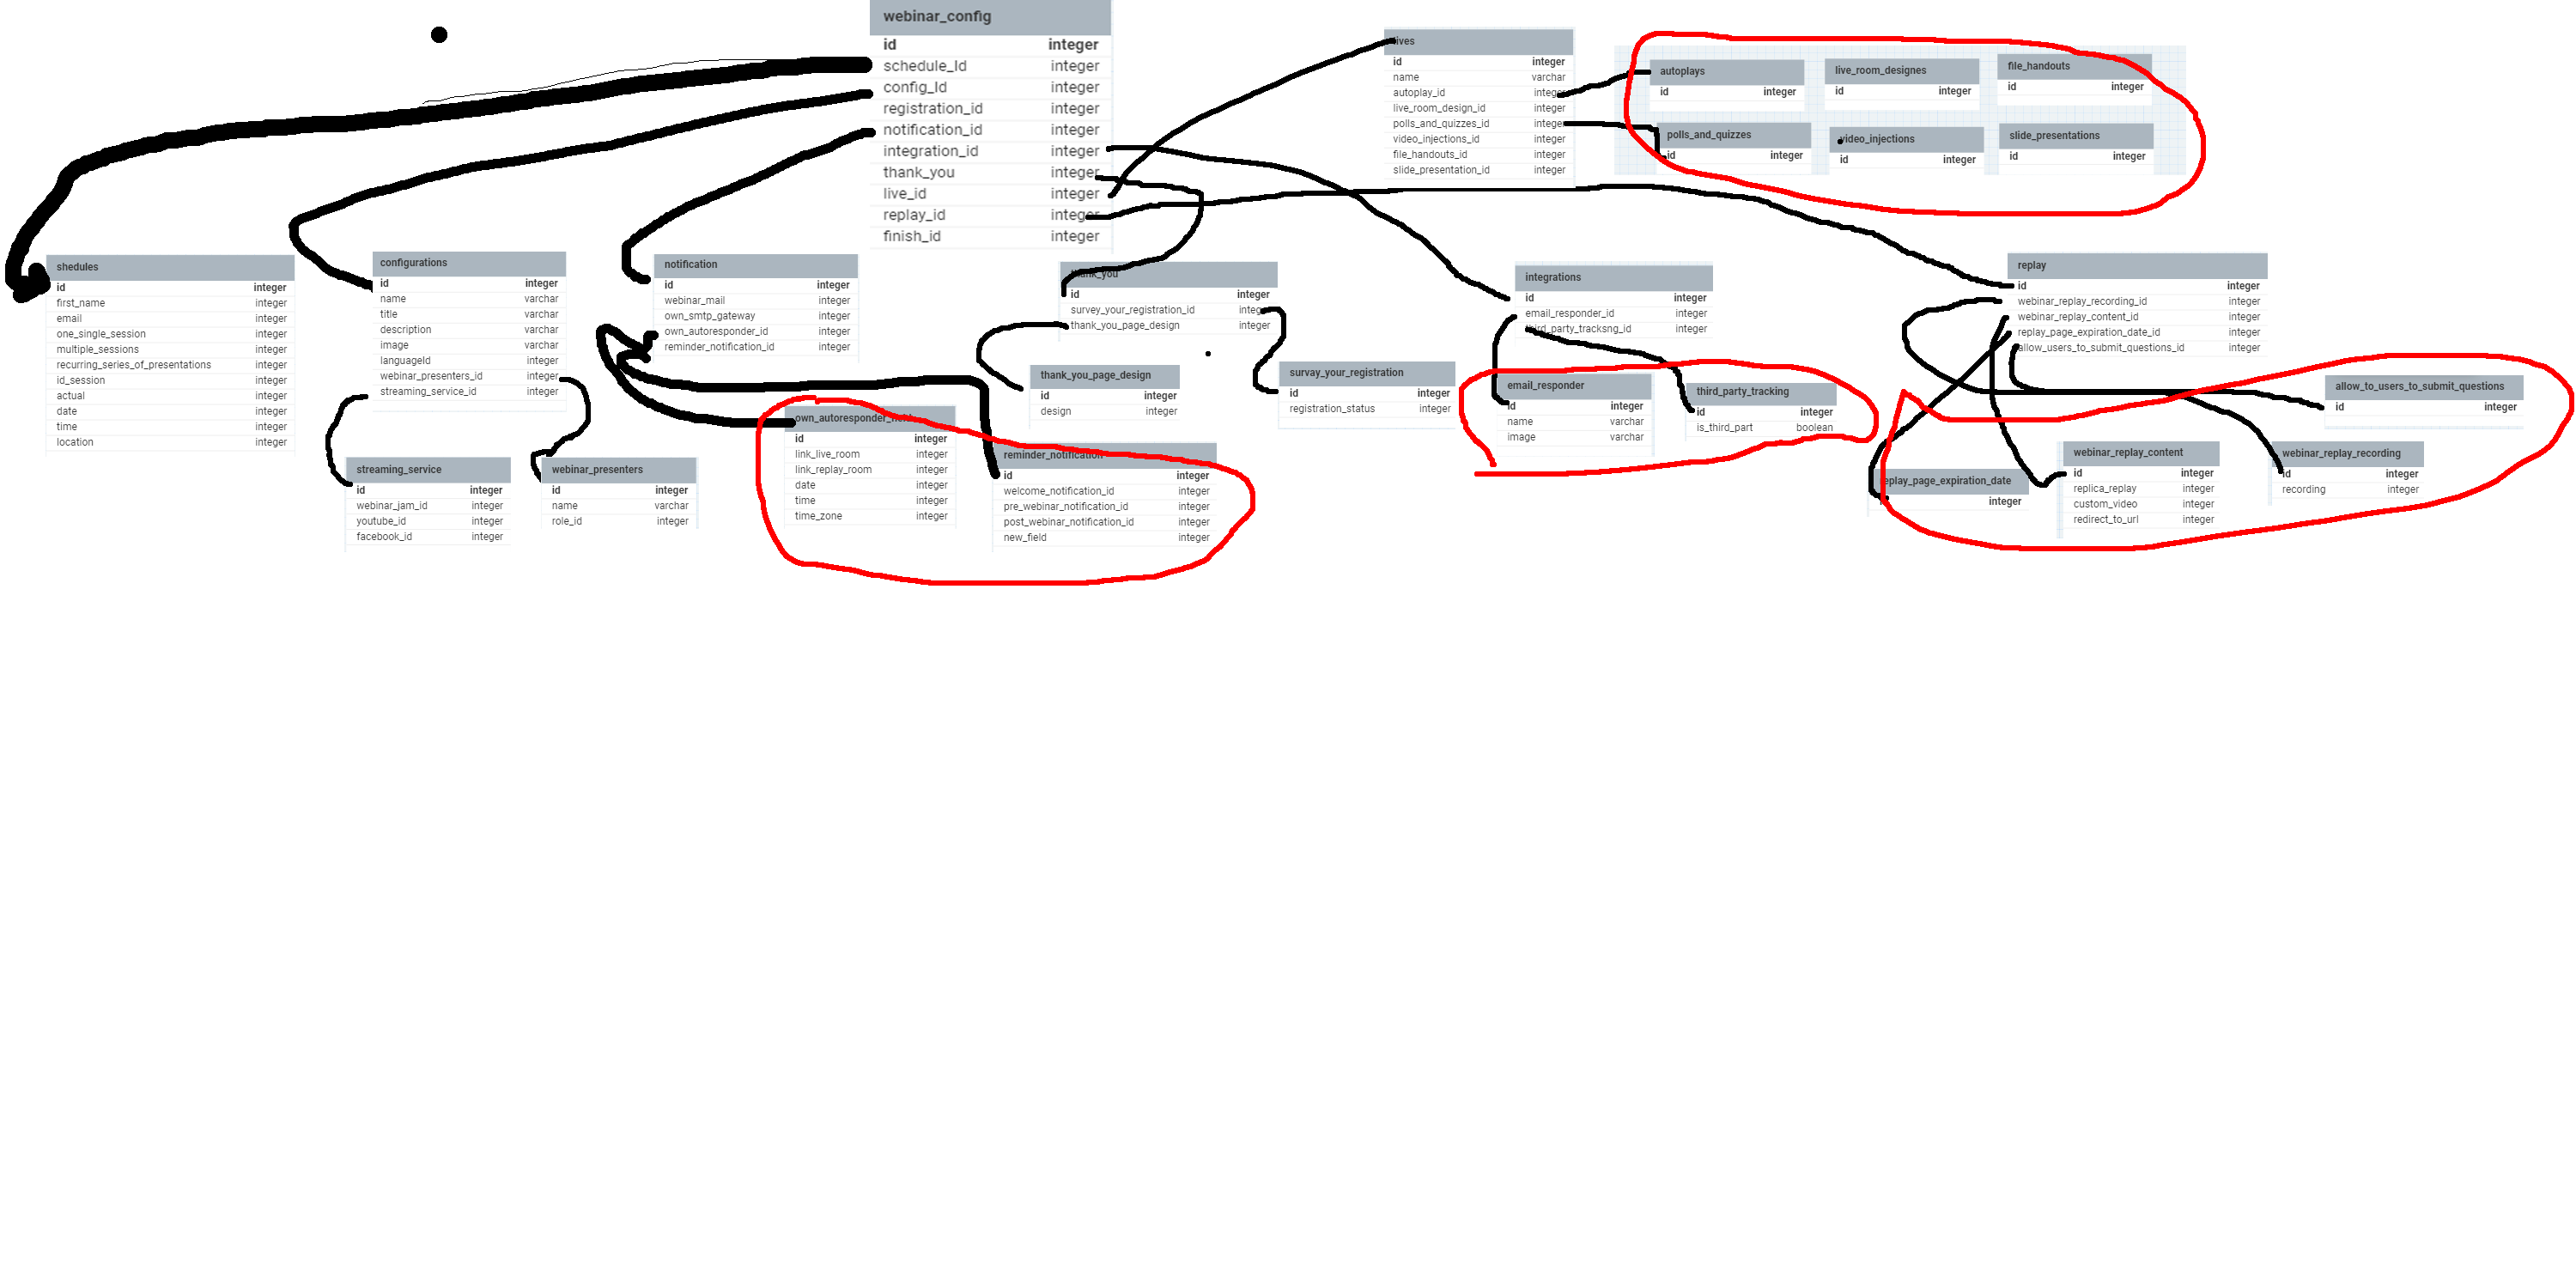 webinar_config
id integer
schedule_Id integer
config_Id integer
registration_id integer
notification_id integer
integration_id integer
thank_you integer
live_id integer
replay_id integer
finish_id integer
lives
id integer
name varchar
autoplay_id integer
live_room_design_id integer
polls_and_quizzes_id integer
video_injections_id integer
file_handouts_id integer
slide_presentation_id integer
autoplays
id integer
live_room_designes
id integer
file_handouts
id integer
polls_and_quizzes
id integer
video_injections
id integer
slide_presentations
id integer
shedules
id integer
first_name integer
email integer
one_single_session integer
multiple_sessions integer
recurring_series_of_presentations integer
id_session integer
actual integer
date integer
time integer
location integer
configurations
id integer
name varchar
title varchar
description varchar
image varchar
languageId integer
webinar_presenters_id integer
streaming_service_id integer
notification
id integer
webinar_mail integer
own_smtp_gateway integer
own_autoresponder_id integer
reminder_notification_id integer
thank_you
id integer
survey_your_registration_id integer
thank_you_page_design integer
integrations
id integer
email_responder_id integer
third_party_tracksng_id integer
replay
id integer
webinar_replay_recording_id integer
webinar_replay_content_id integer
replay_page_expiration_date_id integer
allow_users_to_submit_questions_id integer
thank_you_page_design
id integer
design integer
survay_your_registration
id integer
registration_status integer
email_responder
id integer
name varchar
image varchar
third_party_tracking
id integer
is_third_part boolean
allow_to_users_to_submit_questions
id integer
streaming_service
id integer
webinar_jam_id integer
youtube_id integer
facebook_id integer
webinar_presenters
id integer
name varchar
role_id integer
id integer
link_live_room integer
link_replay_room integer
date integer
time integer
time_zone integer
reminder_notification
id integer
welcome_notification_id integer
pre_webinar_notification_id integer
post_webinar_notification_id integer
new_field integer
replay_page_expiration_date
integer
webinar_replay_content
id integer
replica_replay integer
custom_video integer
redirect_to_url integer
webinar_replay_recording
id integer
recording integer